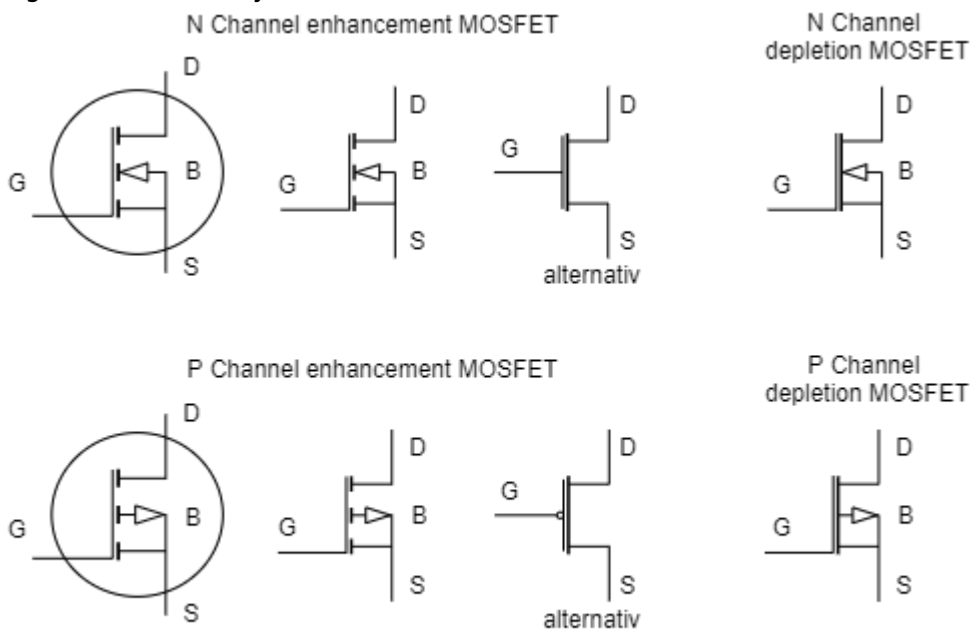 N Channel enhancement MOSFET
N Channel
depletion MOSFET
D
G
B
S
D
G
B
S
D
G
S
alternativ
D
G
B
S
P Channel enhancement MOSFET
P Channel
depletion MOSFET
D
G
B
S
D
G
B
S
D
G
S
alternativ
D
G
B
S